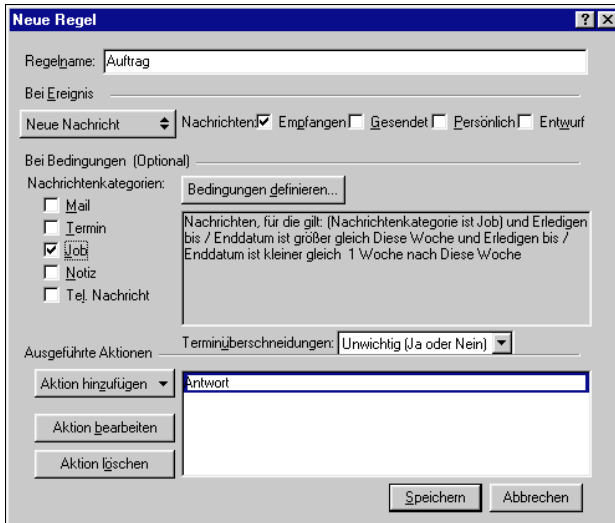 Neue Regel
Regelname: Auftrag
Bei Ereignis
Neue Nachricht Nachrichten: Empfangen Gesendet Persönlich Entwurf
Bei Bedingungen (Optional)
Nachrichtenkategorien: Bedingungen definieren...
Mail
Termin
Job
Notiz
Tel. Nachricht
Nachrichten, für die gilt: (Nachrichtenkategorie ist Job) und Erledigen
bis / Enddatum ist größer gleich Diese Woche und Erledigen bis /
Enddatum ist kleiner gleich 1 Woche nach Diese Woche
Terminüberschneidungen: Unwichtig (Ja oder Nein)
Ausgeführte Aktionen
Aktion hinzufügen Antwort
Aktion bearbeiten
Aktion löschen
Speichern Abbrechen